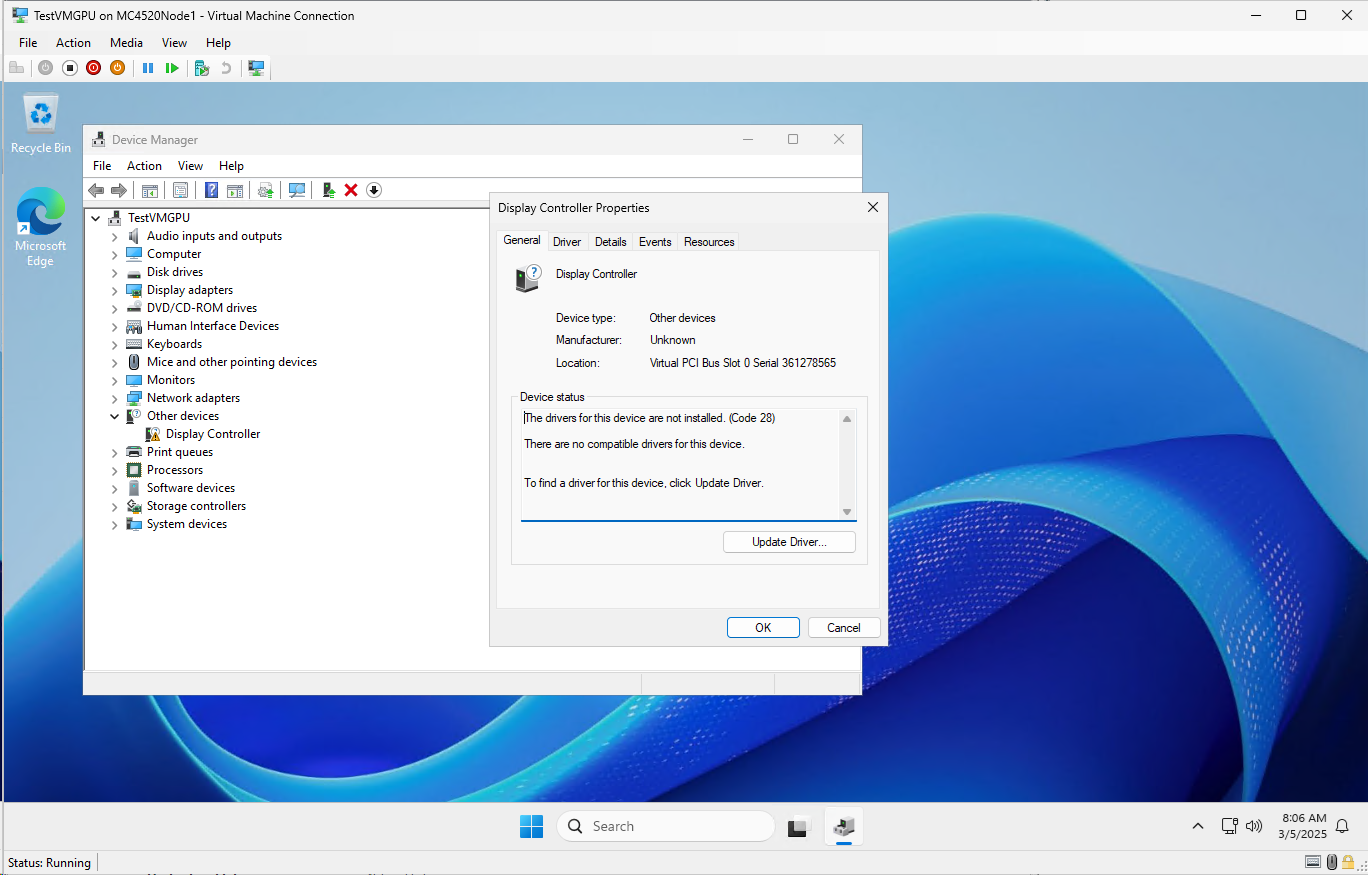 TestVMGPU on MC4520Node1 - Virtual Machine Connection
File Action Media View Help
Recycle Bin
Microsoft
Edge
Device Manager
File Action View Help
TestVMGPU
Audio inputs and outputs
Computer
Disk drives
Display adapters
DVD/CD-ROM drives
Human Interface Devices
Keyboards
Mice and other pointing devices
Monitors
Network adapters
Other devices
Display Controller
Print queues
Processors
Software devices
Storage controllers
System devices
Display Controller Properties
General Driver Details Events Resources
Display Controller
Device type: Other devices
Manufacturer: Unknown
Location: Virtual PCI Bus Slot 0 Serial 361278565
Device status
The drivers for this device are not installed. (Code 28)
There are no compatible drivers for this device.
To find a driver for this device, click Update Driver.
Update Driver...
OK Cancel
Search
8:06 AM
3/5/2025
Status: Running